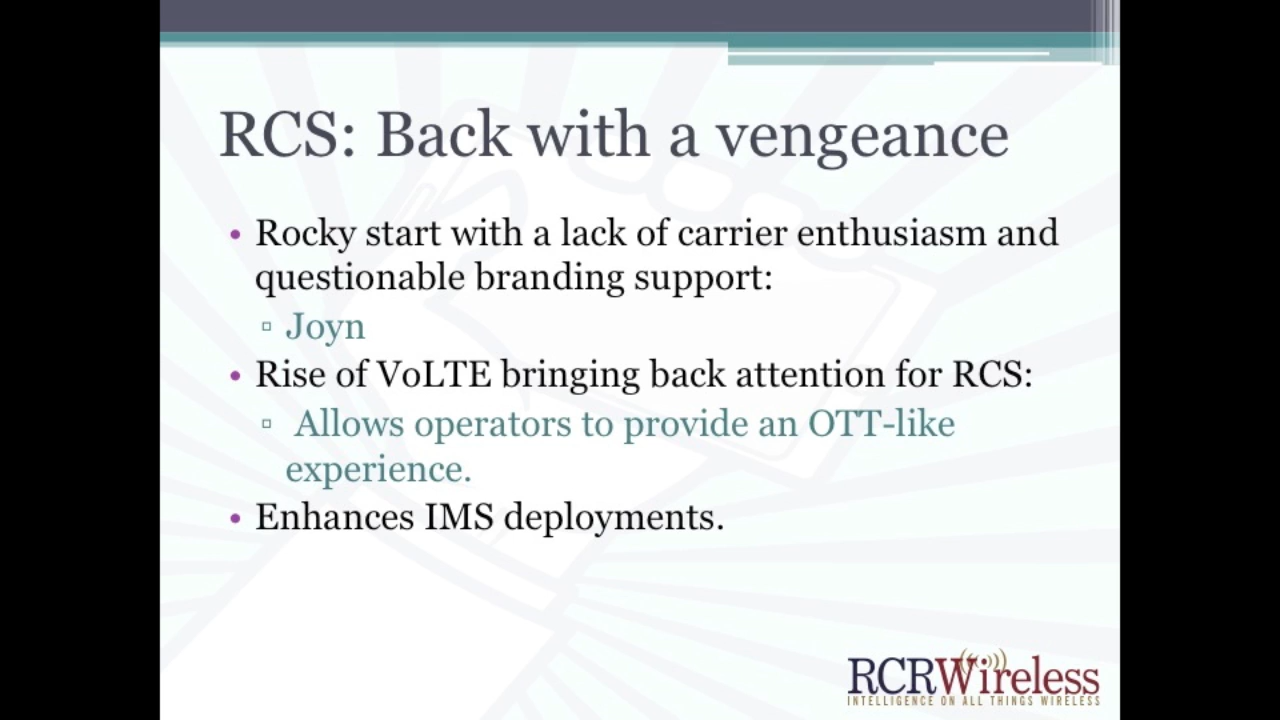 RCS: Back with a vengeance
• Rocky start with a lack of carrier enthusiasm and
questionable branding support:
▫ Joyn
• Rise of VoLTE bringing back attention for RCS:
▫ Allows operators to provide an OTT-like
experience.
• Enhances IMS deployments.
RCRWireless
INTELLIGENCE ON ALL THINGS WIRELESS